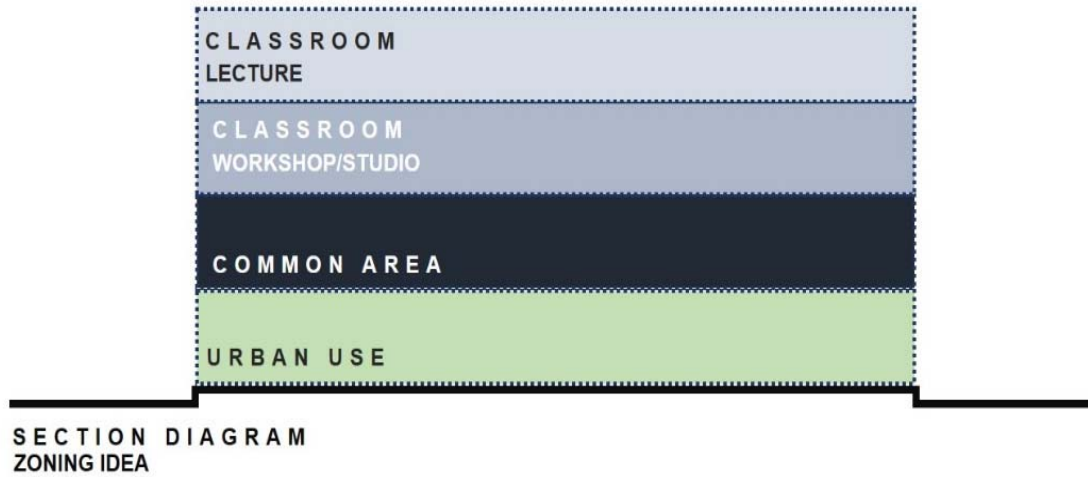 CLASSROOM
LECTURE
CLASSROOM
WORKSHOP/STUDIO
COMMON AREA
URBAN USE
SECTION DIAGRAM
ZONING IDEA